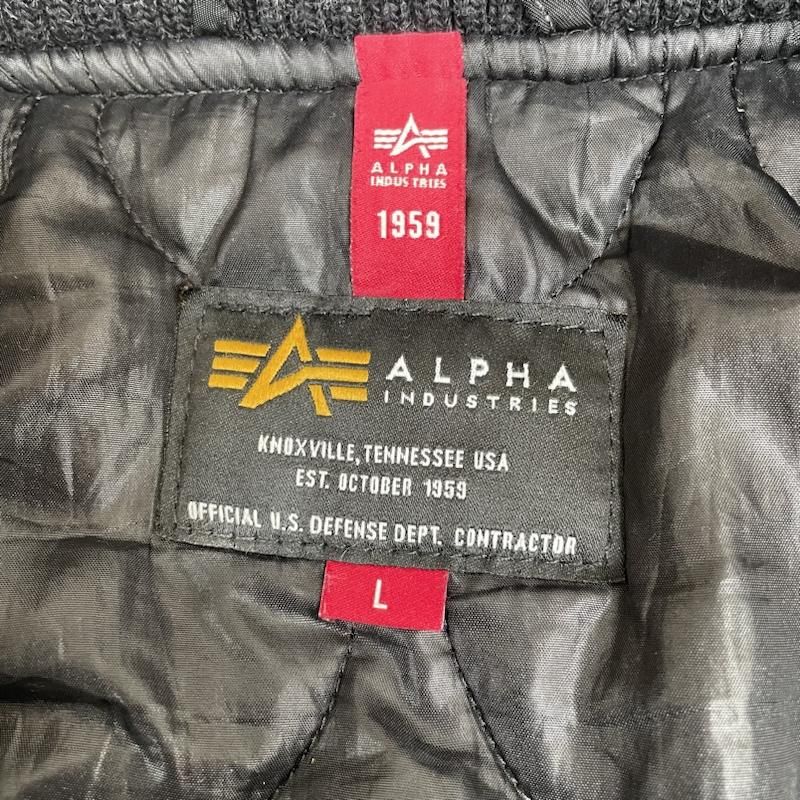 ALPHA
INDUSTRIES
1959
ALPHA
INDUSTRIES
KNOXVILLE, TENNESSEE USA
EST. OCTOBER 1959
OFFICIAL U.S. DEFENSE DEPT. CONTRACTOR
L